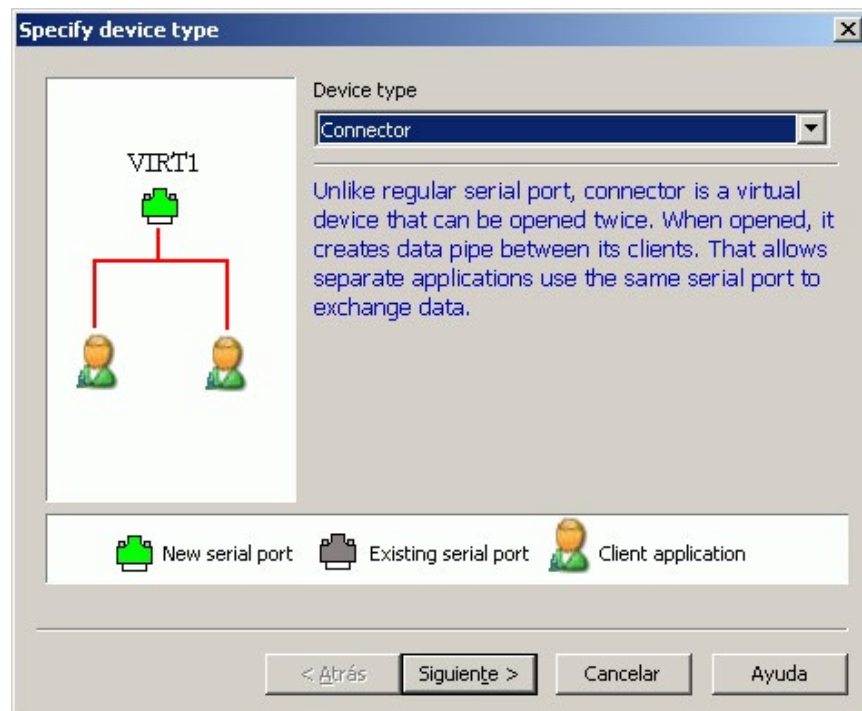 Specify device type
Device type
Connector
VIRT1
Unlike regular serial port, connector is a virtual
device that can be opened twice. When opened, it
creates data pipe between its clients. That allows
separate applications use the same serial port to
exchange data.
New serial port Existing serial port Client application
< Atrás Siguiente > Cancelar Ayuda